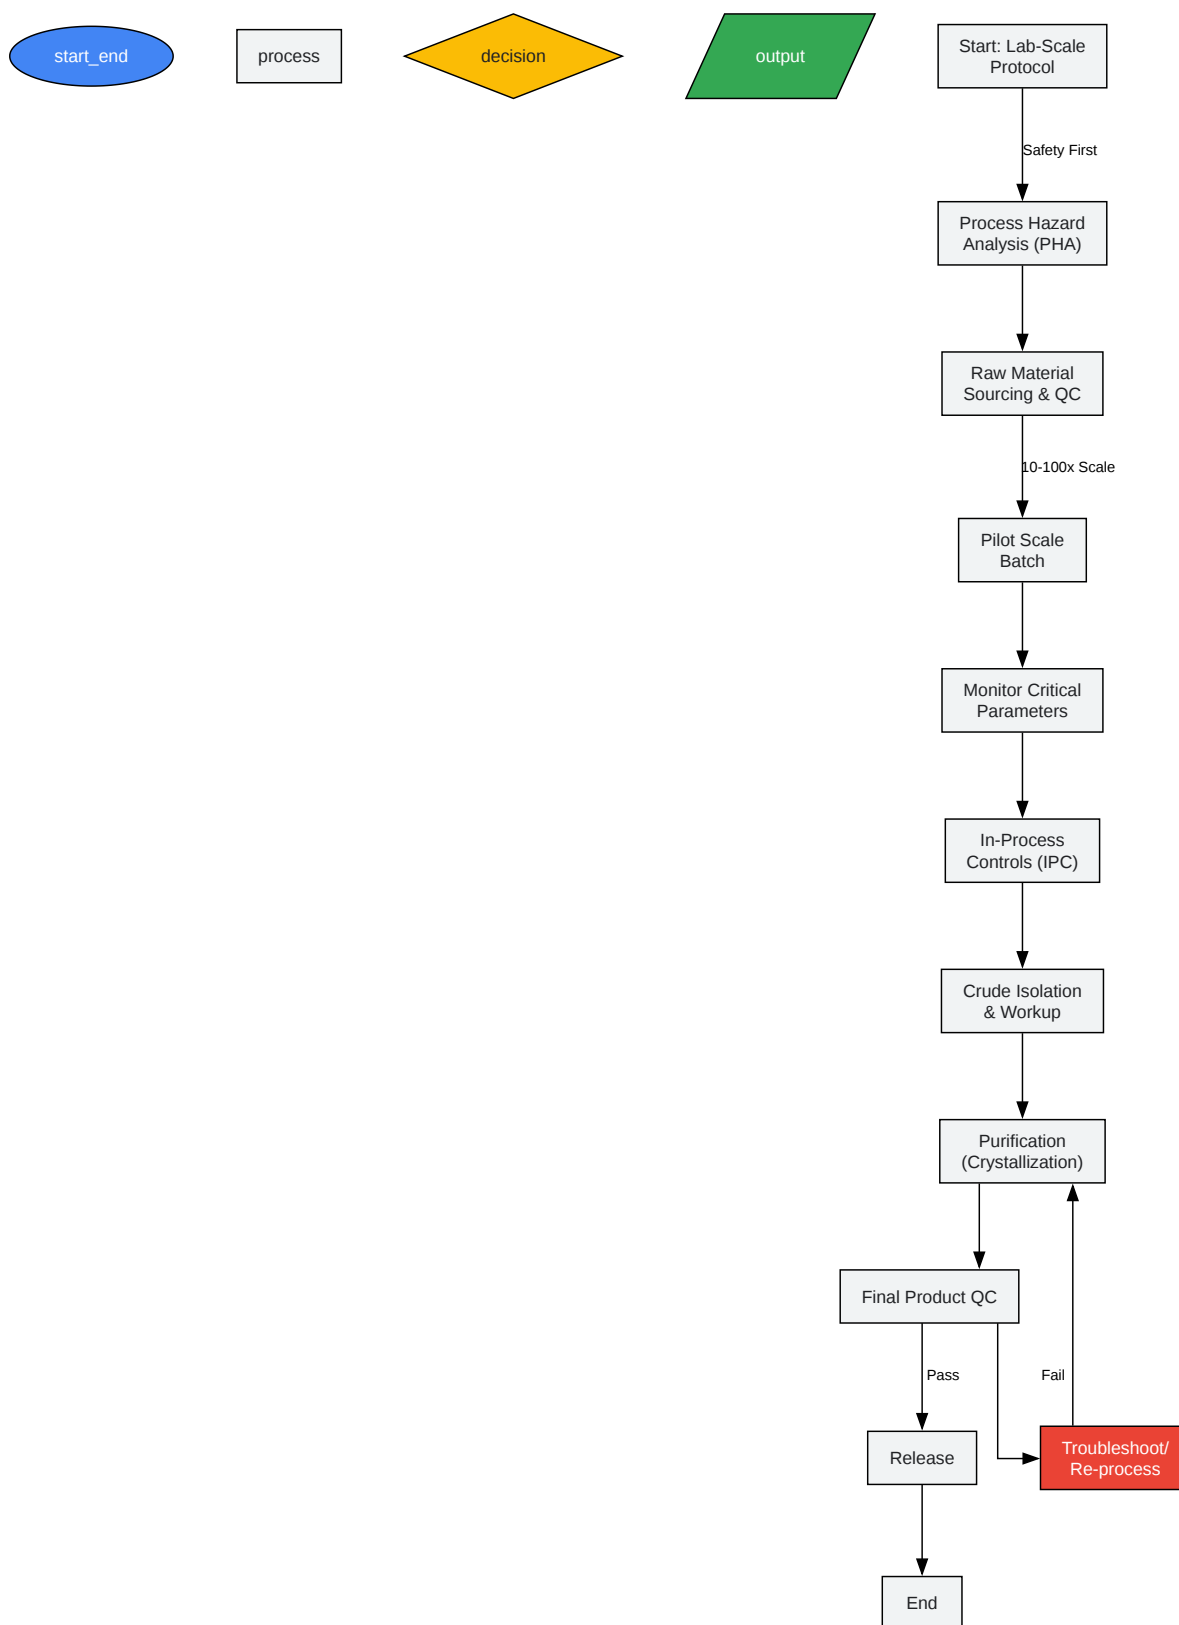 start_end
process
decision
output
Start: Lab-Scale
Protocol
Safety First
Process Hazard
Analysis (PHA)
Raw Material
Sourcing & QC
10-100x Scale
Pilot Scale
Batch
Monitor Critical
Parameters
In-Process
Controls (IPC)
Crude Isolation
& Workup
Purification
(Crystallization)
Final Product QC
Pass
Fail
Release
Troubleshoot/
Re-process
End